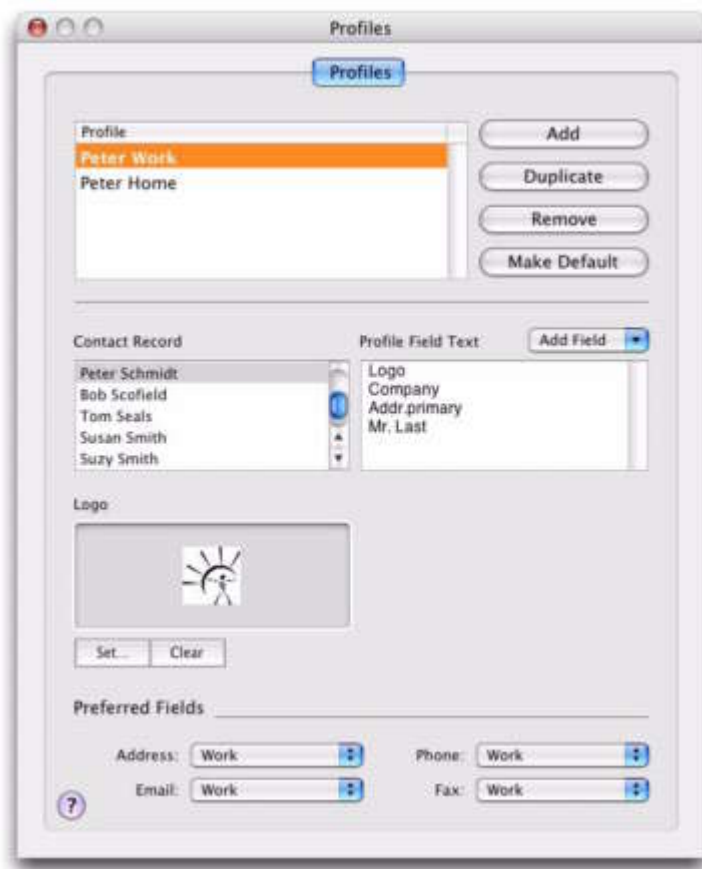 Profiles
Profiles
Profile
Peter Work
Peter Home
Add
Duplicate
Remove
Make Default
Contact Record
Profile Field Text
Add Field
Peter Schmidt
Bob Scofield
Tom Seals
Susan Smith
Suzy Smith
Logo
Company
Addr.primary
Mr. Last
Logo
Set...
Clear
Preferred Fields
Address: Work
Phone: Work
Email: Work
Fax: Work
?